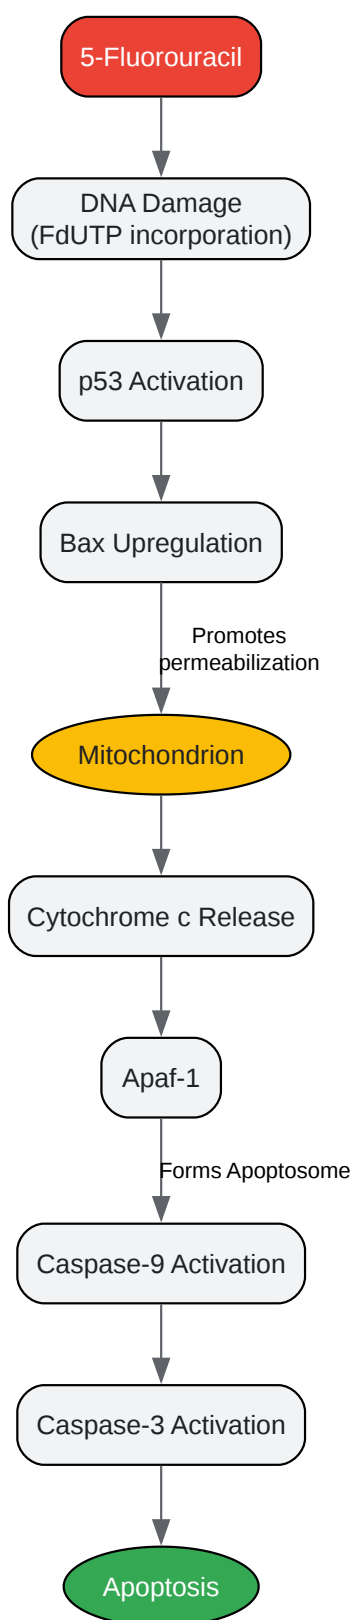 5-Fluorouracil
DNA Damage
(FdUTP incorporation)
p53 Activation
Bax Upregulation
Promotes
permeabilization
Mitochondrion
Cytochrome c Release
Apaf-1
Forms Apoptosome
Caspase-9 Activation
Caspase-3 Activation
Apoptosis